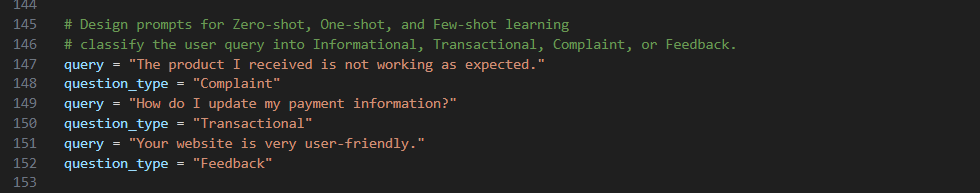 144
145 # Design prompts for Zero-shot, One-shot, and Few-shot learning
146 # classify the user query into Informational, Transactional, Complaint, or Feedback.
147 query = "The product I received is not working as expected."
148 question_type = "Complaint"
149 query = "How do I update my payment information?"
150 question_type = "Transactional"
151 query = "Your website is very user-friendly."
152 question_type = "Feedback"
153